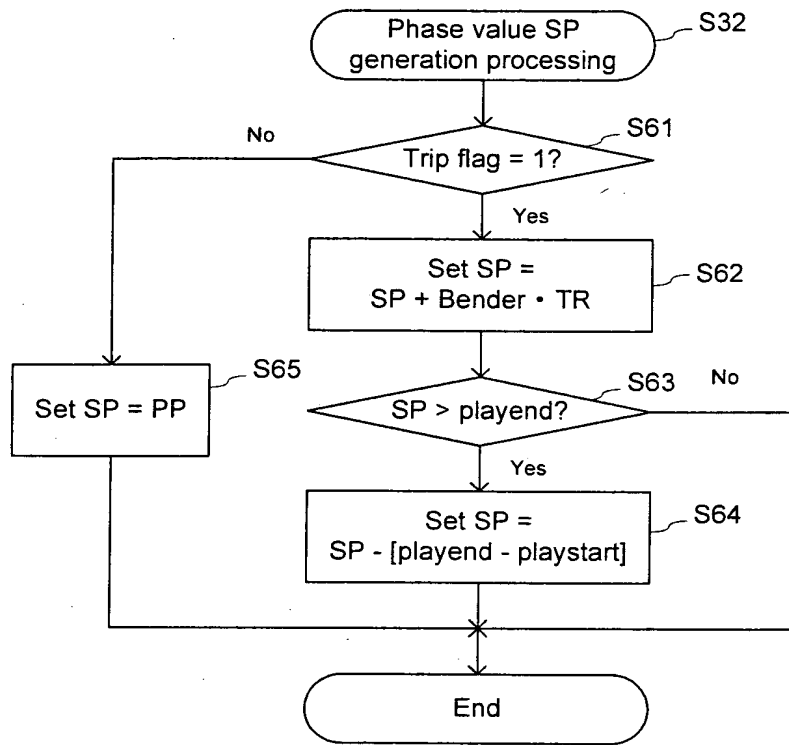 Phase value SP
generation processing
S32
S61
No
Trip flag = 1?
Yes
Set SP =
SP + Bender • TR
S62
S65
Set SP = PP
S63
No
SP > playend?
Yes
Set SP =
SP - [playend - playstart]
S64
End